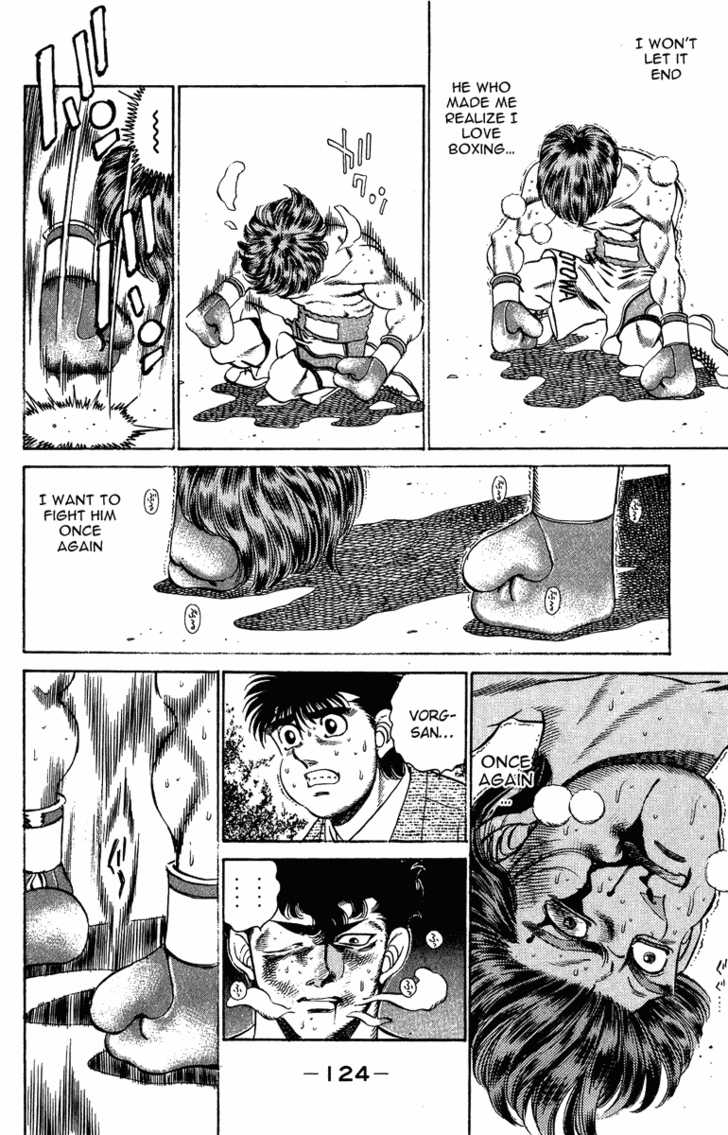 I WON'T
LET IT
END
HE WHO
MADE ME
REALIZE I
LOVE
BOXING...
I WANT TO
FIGHT HIM
ONCE
AGAIN
ONCE
AGAIN
...
VORG-
SAN...
......
-124-